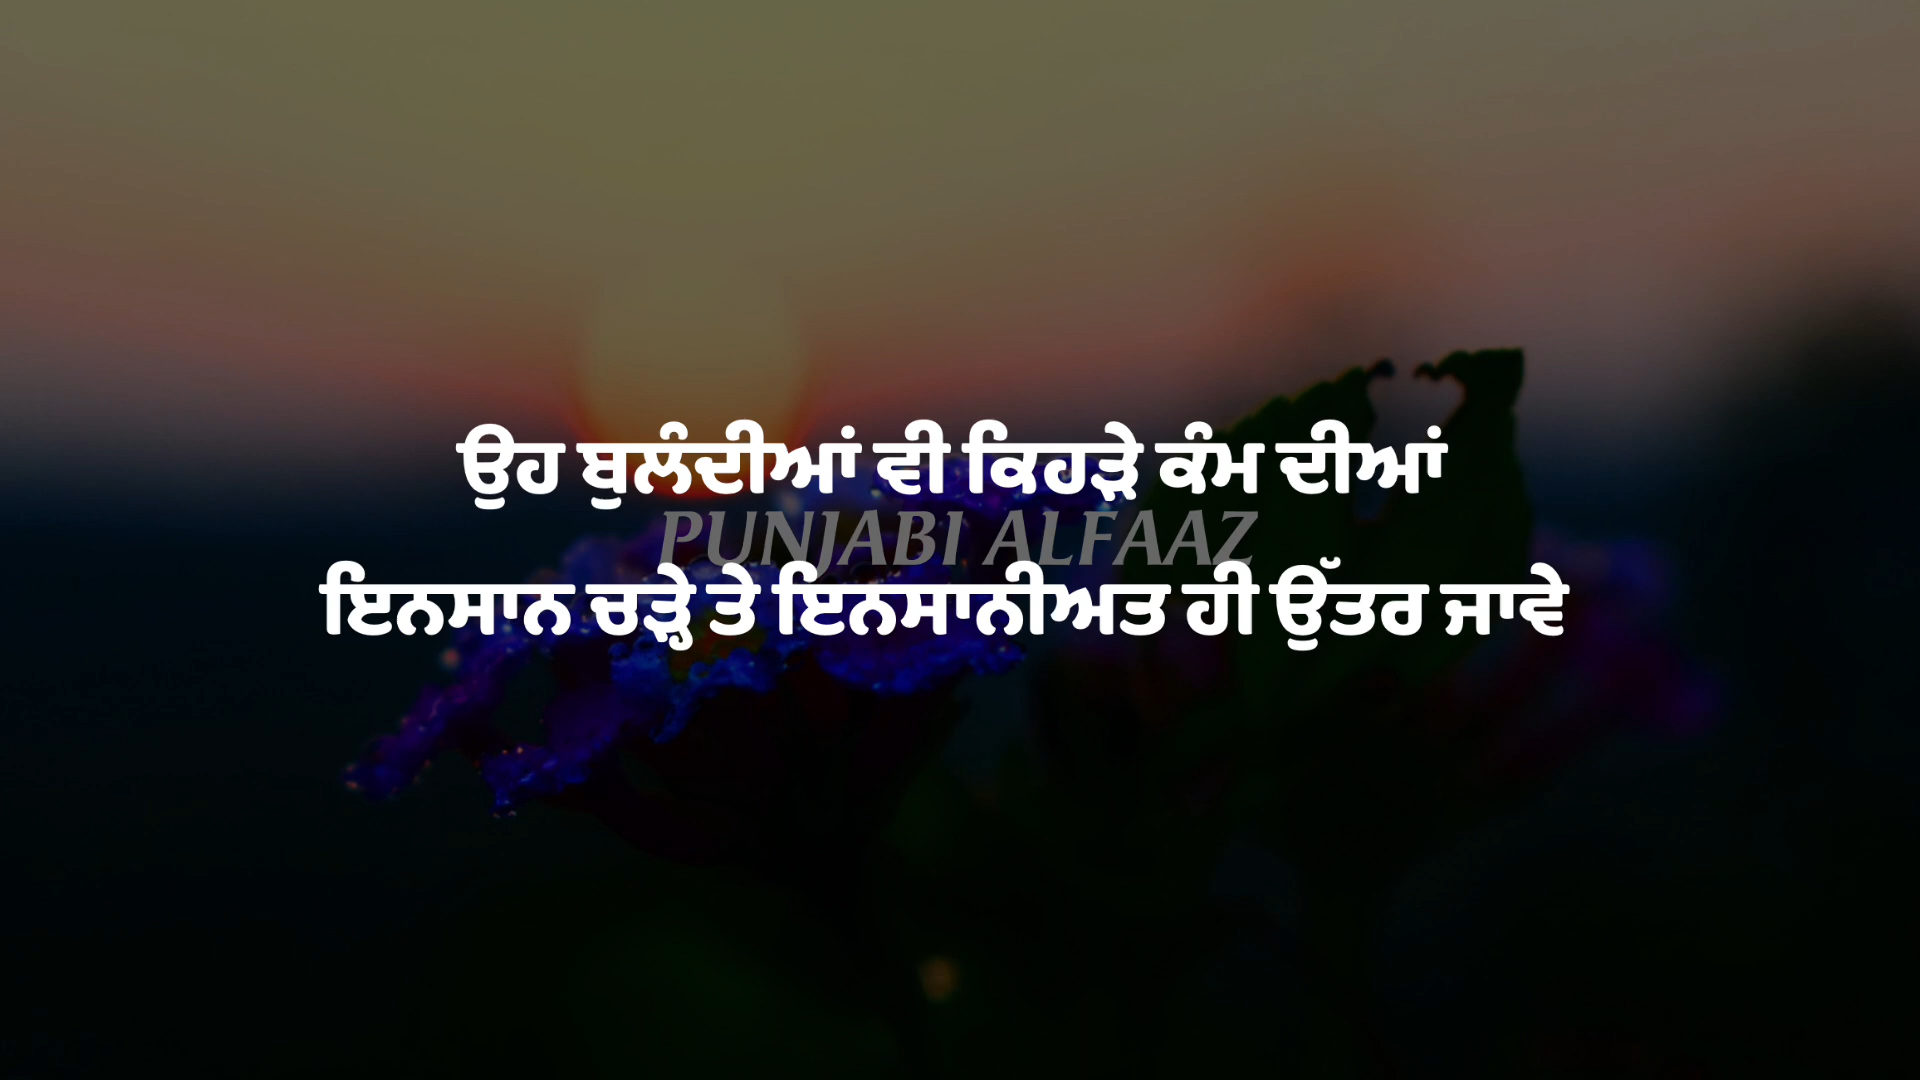 ਉਹ ਬੁਲੰਦੀਆਂ ਵੀ ਕਿਹੜੇ ਕੰਮ ਦੀਆਂ
PUNJABI ALFAAZ
ਇਨਸਾਨ ਚੜ੍ਹੇ ਤੇ ਇਨਸਾਨੀਅਤ ਹੀ ਉੱਤਰ ਜਾਵੇ